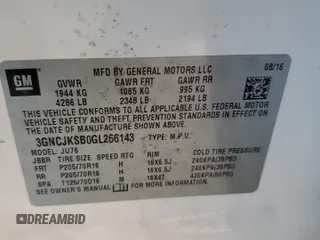 GM
MFD BY GENERAL MOTORS LLC
08/16
GVWR GAWR FRT GAWR RR
1944 KG 1065 KG 995 KG
4286 LB 2348 LB 2194 LB
THIS VEHICLE CONFORMS TO ALL APPLICABLE U.S. FEDERAL MOTOR
VEHICLE SAFETY, BUMPER, AND THEFT PREVENTION STANDARDS
IN EFFECT ON THE DATE OF MANUFACTURE SHOWN ABOVE.
3GNCJKSB0GL266143 TYPE: M.P.V.
MODEL: JU76
TIRE SIZE SPEED RTG RIM COLD TIRE PRESSURE
FRT P205/70R16 H 16X6.5J 240KPA(35PSI)
RR P205/70R16 H 16X6.5J 240KPA(35PSI)
SPA T125/70D16 M 16X4T 420KPA(60PSI)
SEE OWNER'S MANUAL
DREAMBID